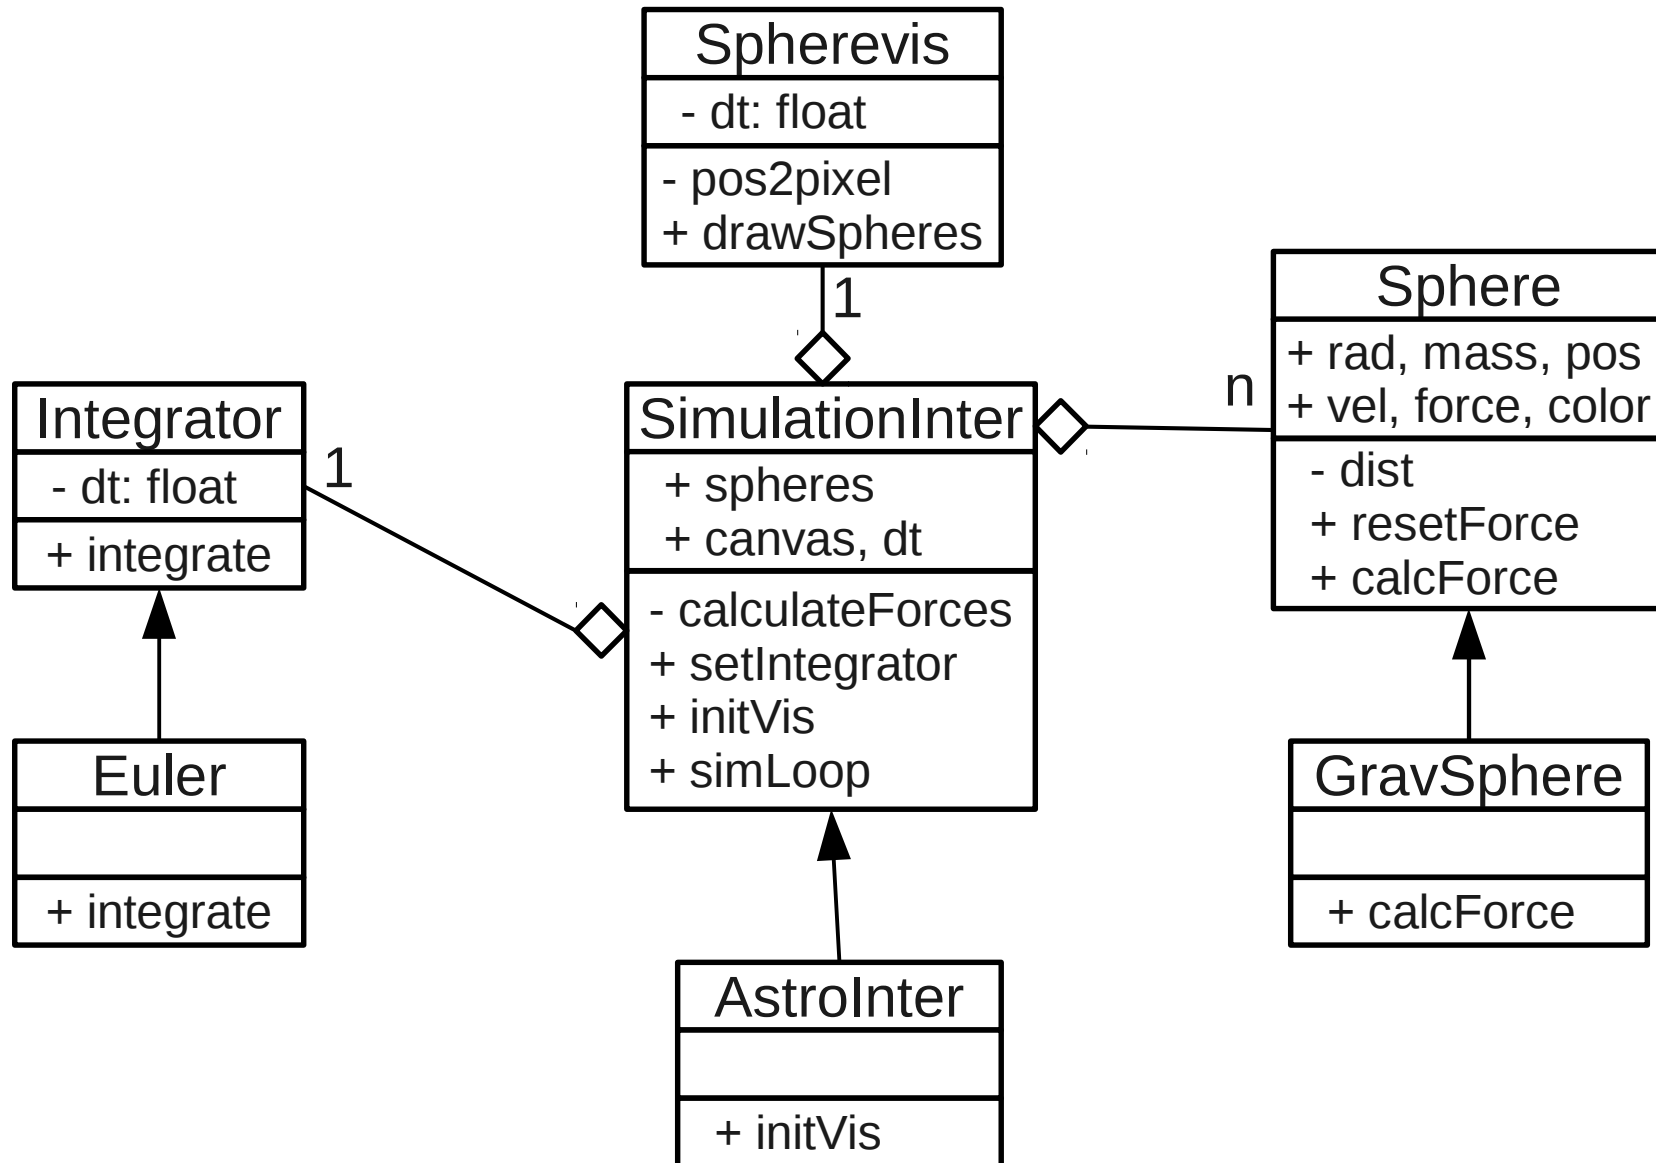 Spherevis
- dt: float
- pos2pixel
+ drawSpheres
1
Sphere
+ rad, mass, pos
+ vel, force, color
- dist
+ resetForce
+ calcForce
n
Integrator
- dt: float
+ integrate
1
SimulationInter
+ spheres
+ canvas, dt
- calculateForces
+ setIntegrator
+ initVis
+ simLoop
Euler
+ integrate
GravSphere
+ calcForce
AstroInter
+ initVis